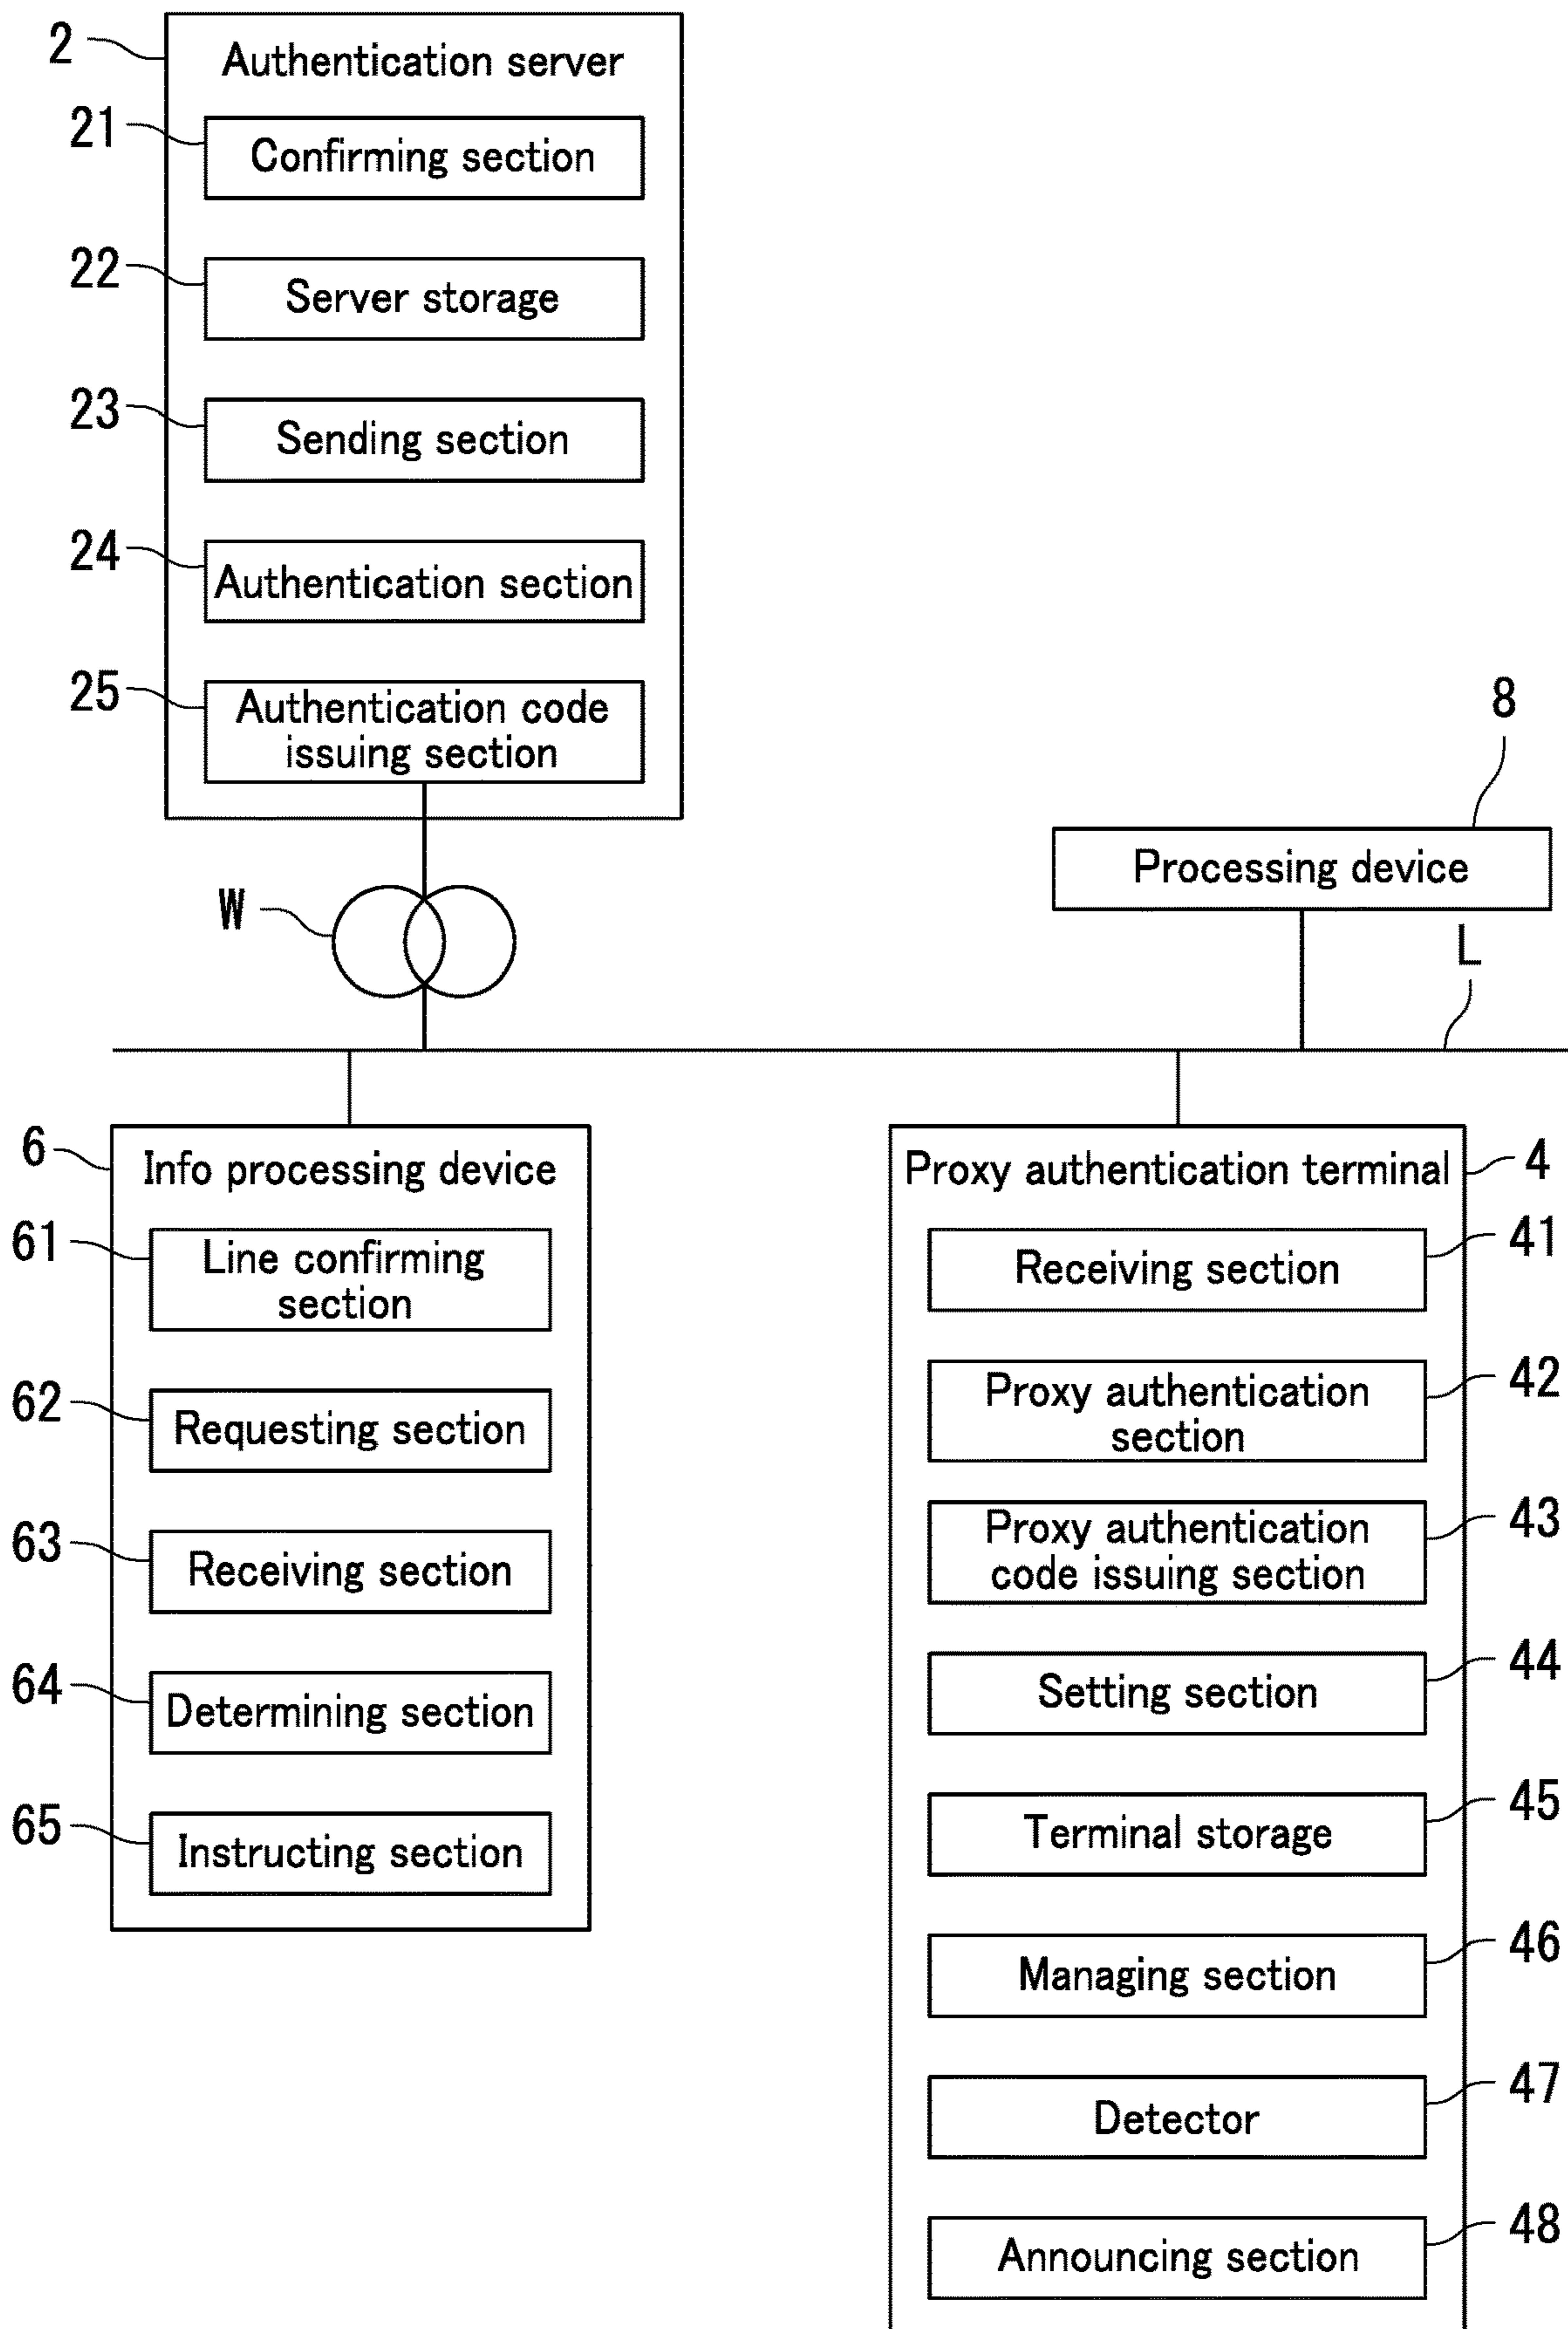 2
Authentication server
21
Confirming section
22
Server storage
23
Sending section
24
Authentication section
25
Authentication code
issuing section
8
Processing device
W
L
6
Info processing device
61
Line confirming
section
62
Requesting section
63
Receiving section
64
Determining section
65
Instructing section
Proxy authentication terminal
4
Receiving section
41
Proxy authentication
section
42
Proxy authentication
code issuing section
43
Setting section
44
Terminal storage
45
Managing section
46
Detector
47
Announcing section
48